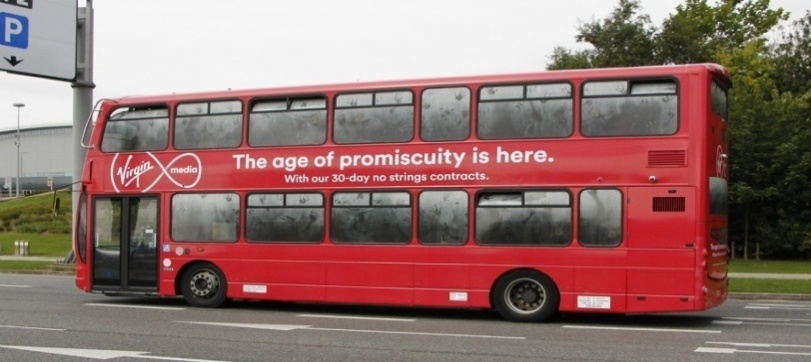 P
Virgin media
The age of promiscuity is here.
With our 30-day no strings contracts.